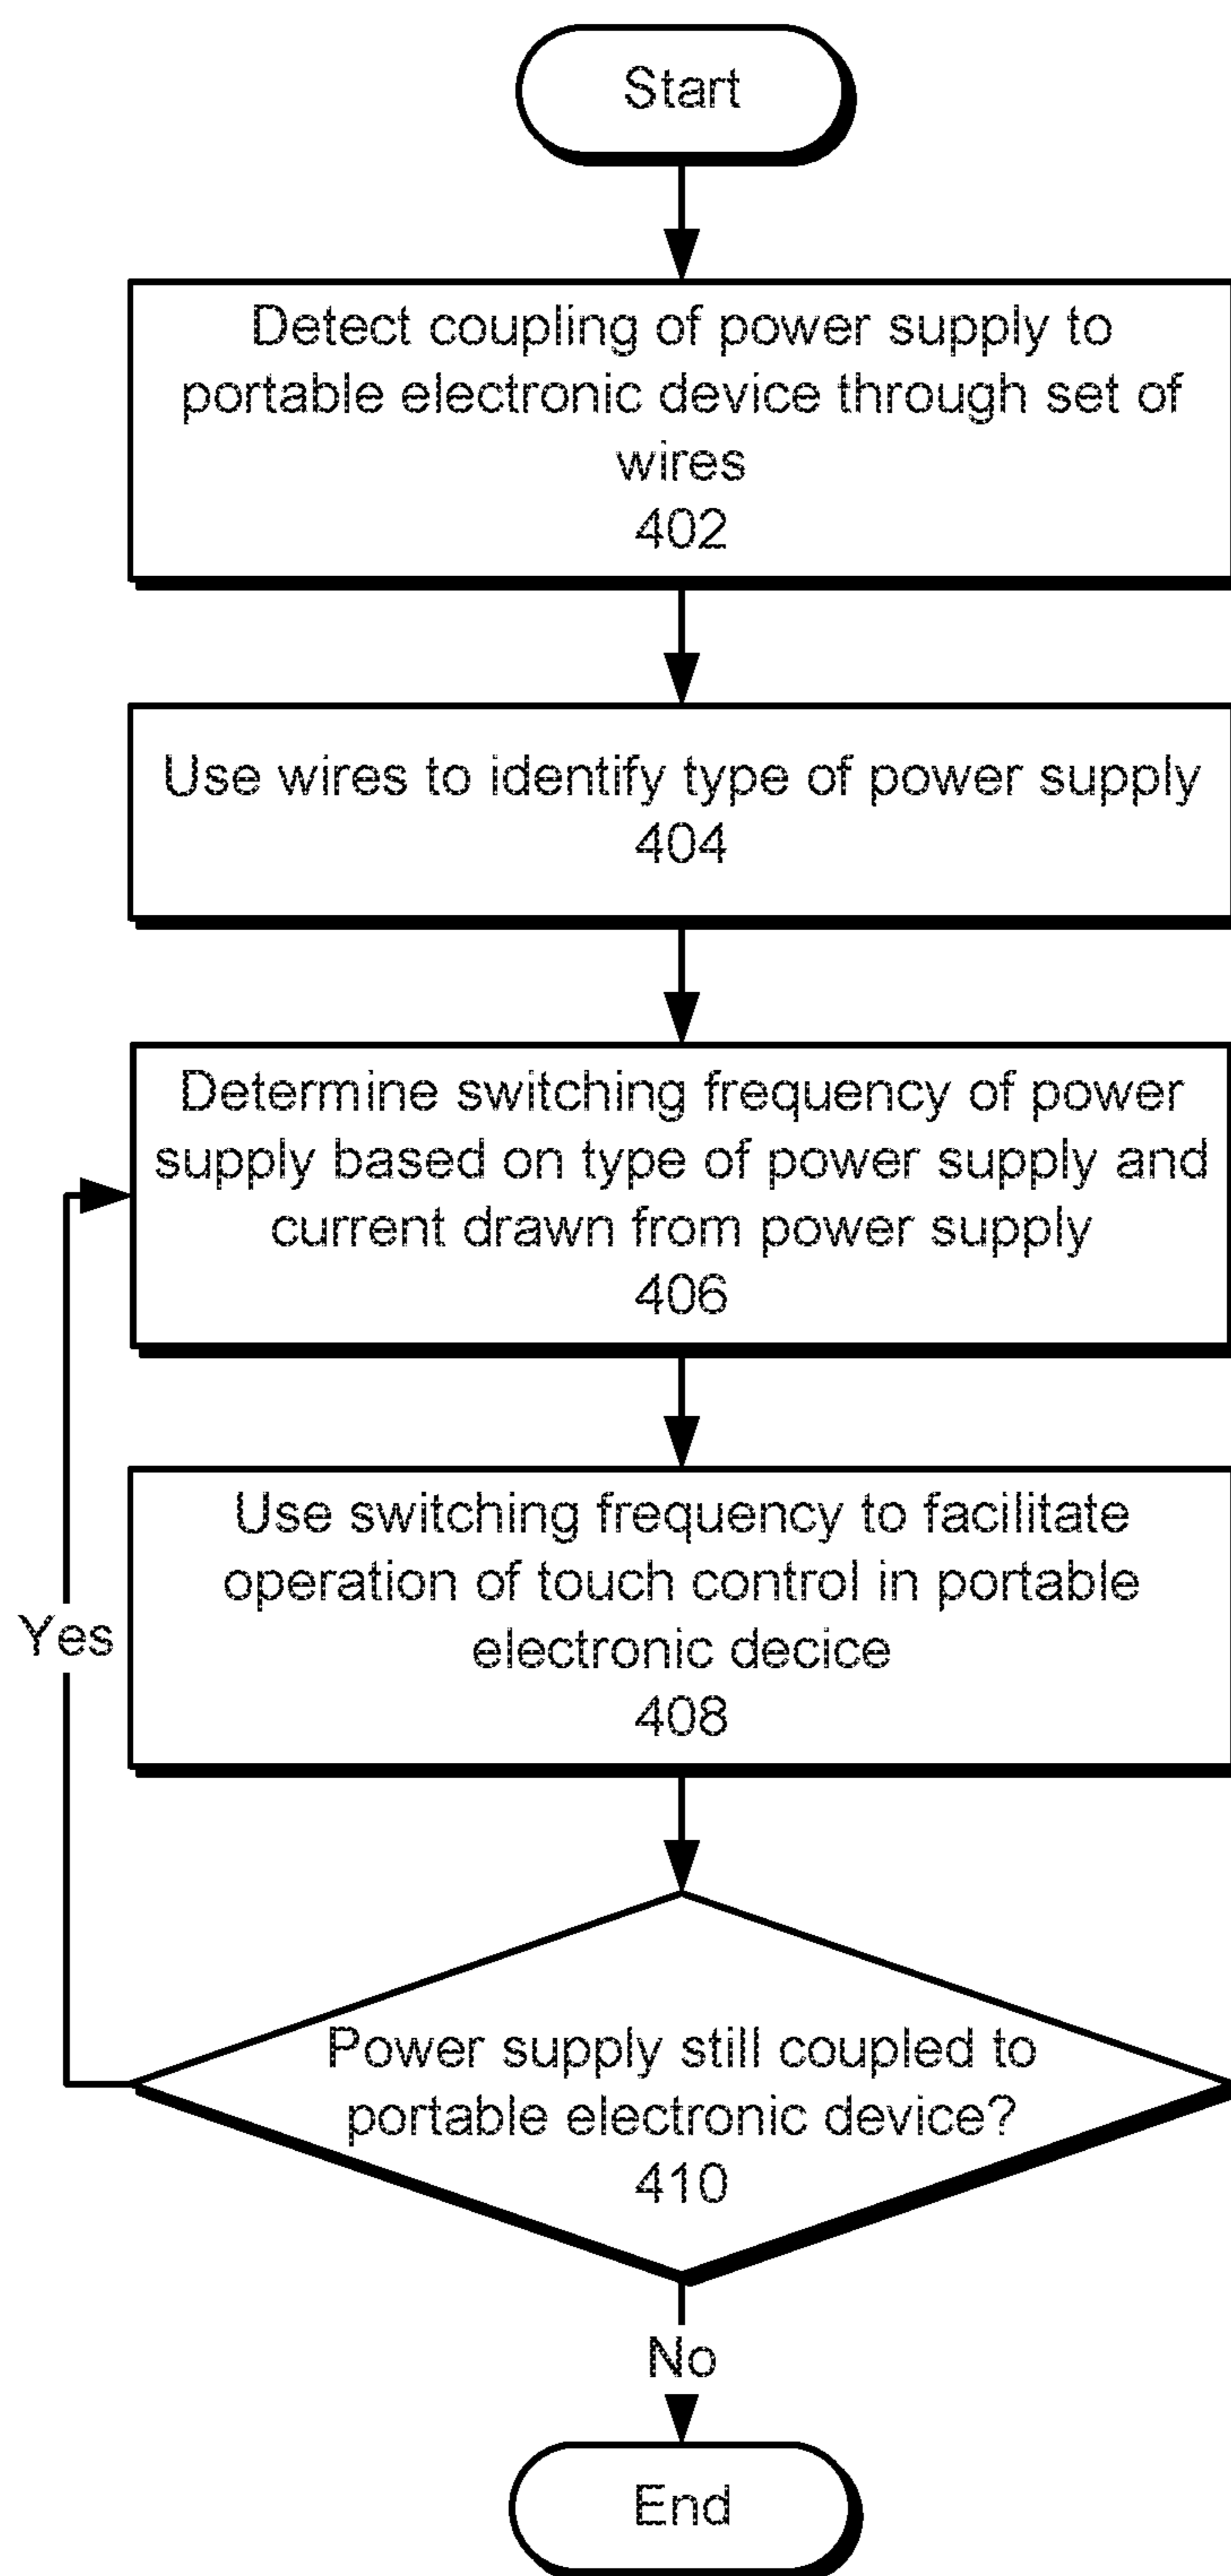 Start
Detect coupling of power supply to
portable electronic device through set of
wires
402
Use wires to identify type of power supply
404
Determine switching frequency of power
supply based on type of power supply and
current drawn from power supply
406
Use switching frequency to facilitate
operation of touch control in portable
electronic decice
408
Yes
Power supply still coupled to
portable electronic device?
410
No
End